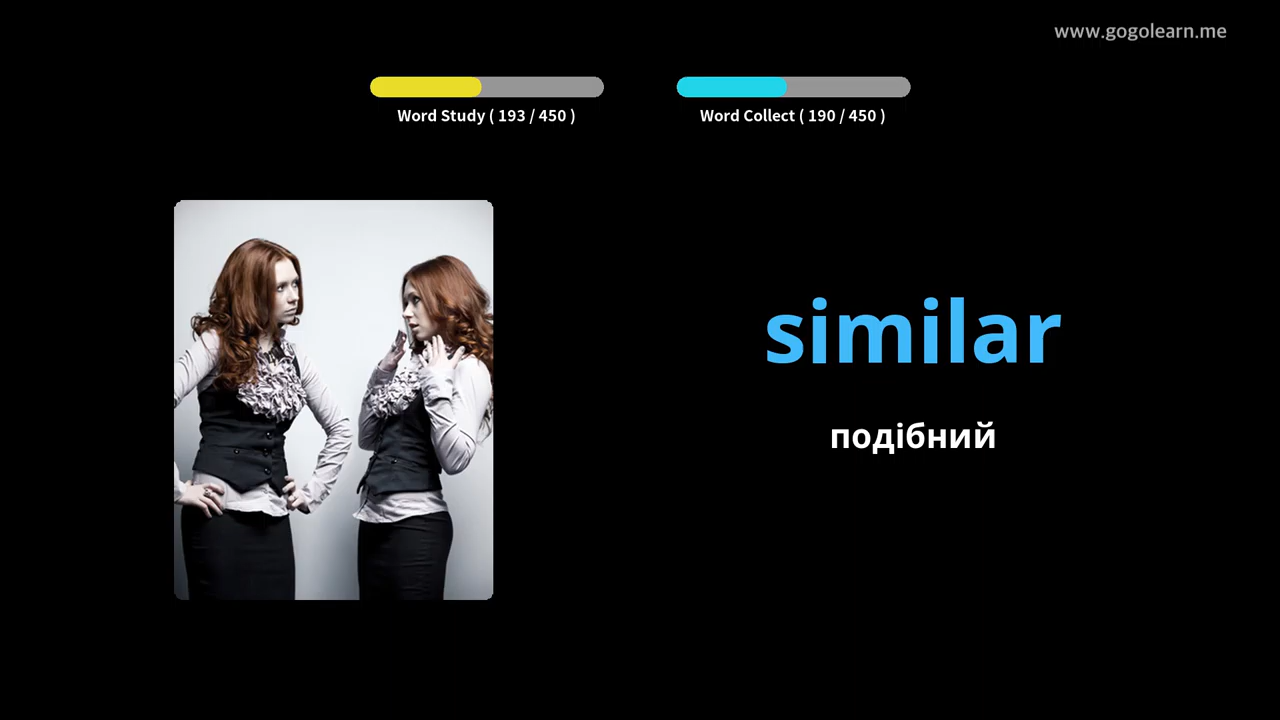 www.gogolearn.me
Word Study ( 193 / 450 )
Word Collect ( 190 / 450 )
similar
подібний